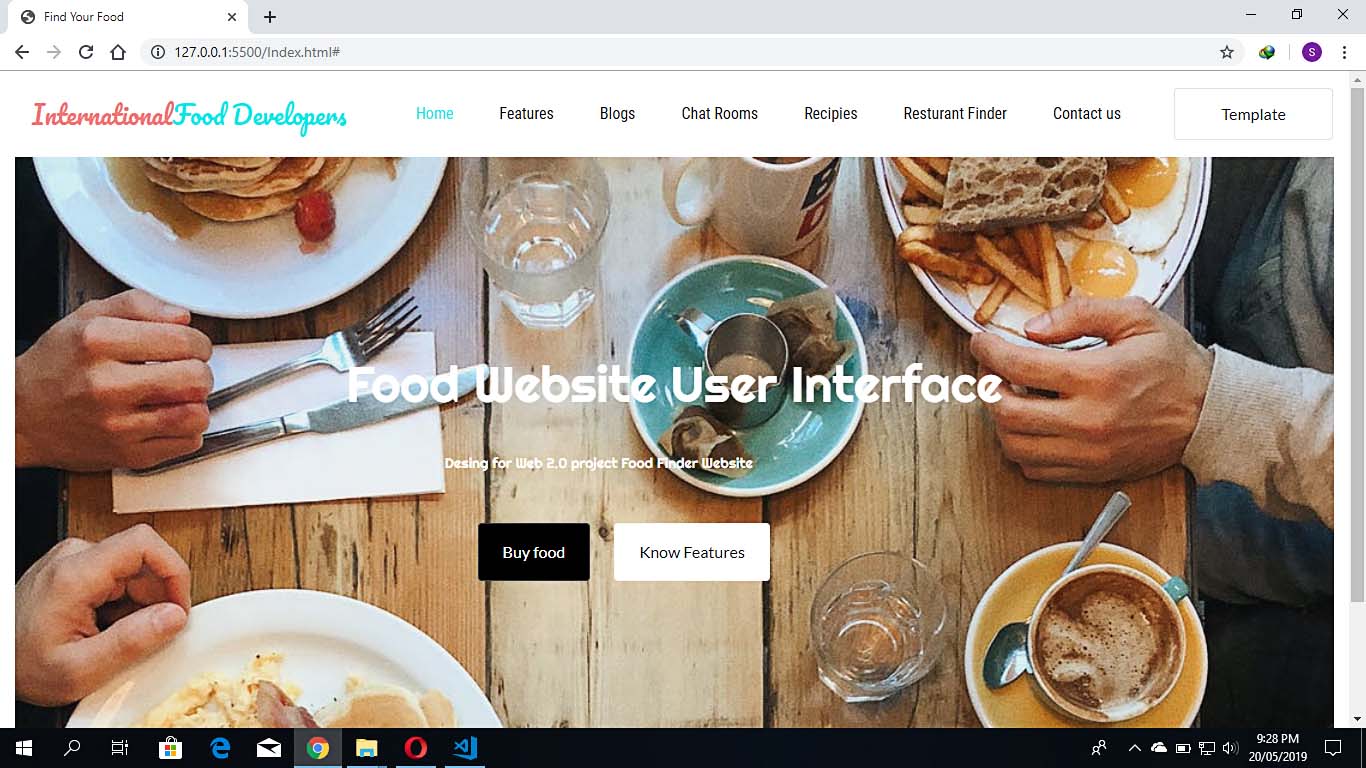 Find Your Food
127.0.0.1:5500/Index.html#
S
InternationalFood Developers
Home Features Blogs Chat Rooms Recipies Resturant Finder Contact us Template
Food Website User Interface
Desing for Web 2.0 project Food Finder Website
Buy food Know Features
9:28 PM
20/05/2019